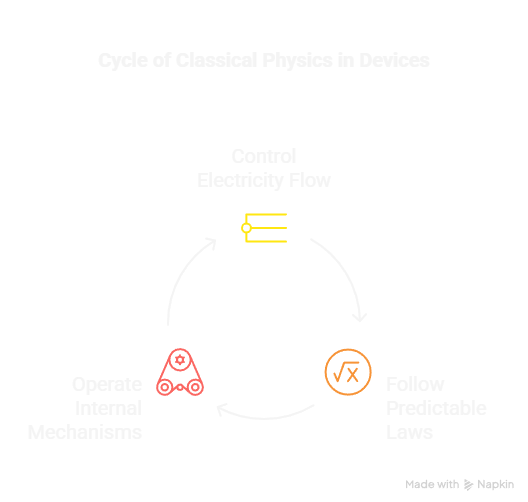 Cycle of Classical Physics in Devices
Control
Electricity Flow
√x
Operate
Internal
Mechanisms
Follow
Predictable
Laws
Made with Napkin